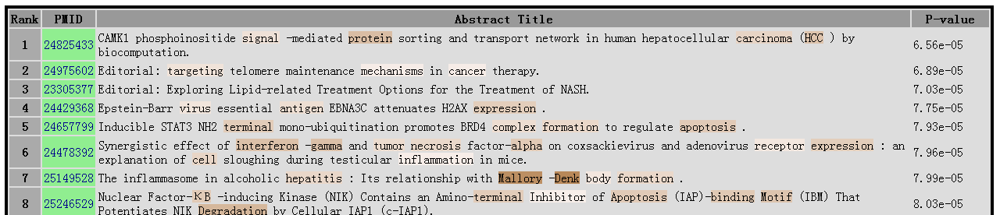 Rank PMID Abstract Title P-value
1 24825433 CAMK1 phosphoinositide signal -mediated protein sorting and transport network in human hepatocellular carcinoma (HCC ) by 6.56e-05
biocomputation.
2 24975602 Editorial: targeting telomere maintenance mechanisms in cancer therapy. 6.89e-05
3 23305377 Editorial: Exploring Lipid-related Treatment Options for the Treatment of NASH. 7.03e-05
4 24429368 Epstein-Barr virus essential antigen EBNA3C attenuates H2AX expression . 7.75e-05
5 24657799 Inducible STAT3 NH2 terminal mono-ubiquitination promotes BRD4 complex formation to regulate apoptosis . 7.93e-05
6 24478392 Synergistic effect of interferon -gamma and tumor necrosis factor-alpha on coxsackievirus and adenovirus receptor expression : an 7.96e-05
explanation of cell sloughing during testicular inflammation in mice.
7 25149528 The inflammasome in alcoholic hepatitis : Its relationship with Mallory -Denk body formation . 7.99e-05
8 25246529 Nuclear Factor-κB -inducing Kinase (NIK) Contains an Amino-terminal Inhibitor of Apoptosis (IAP)-binding Motif (IBM) That 8.03e-05
Potentiates NIK Degradation by Cellular IAP1 (c-IAP1).